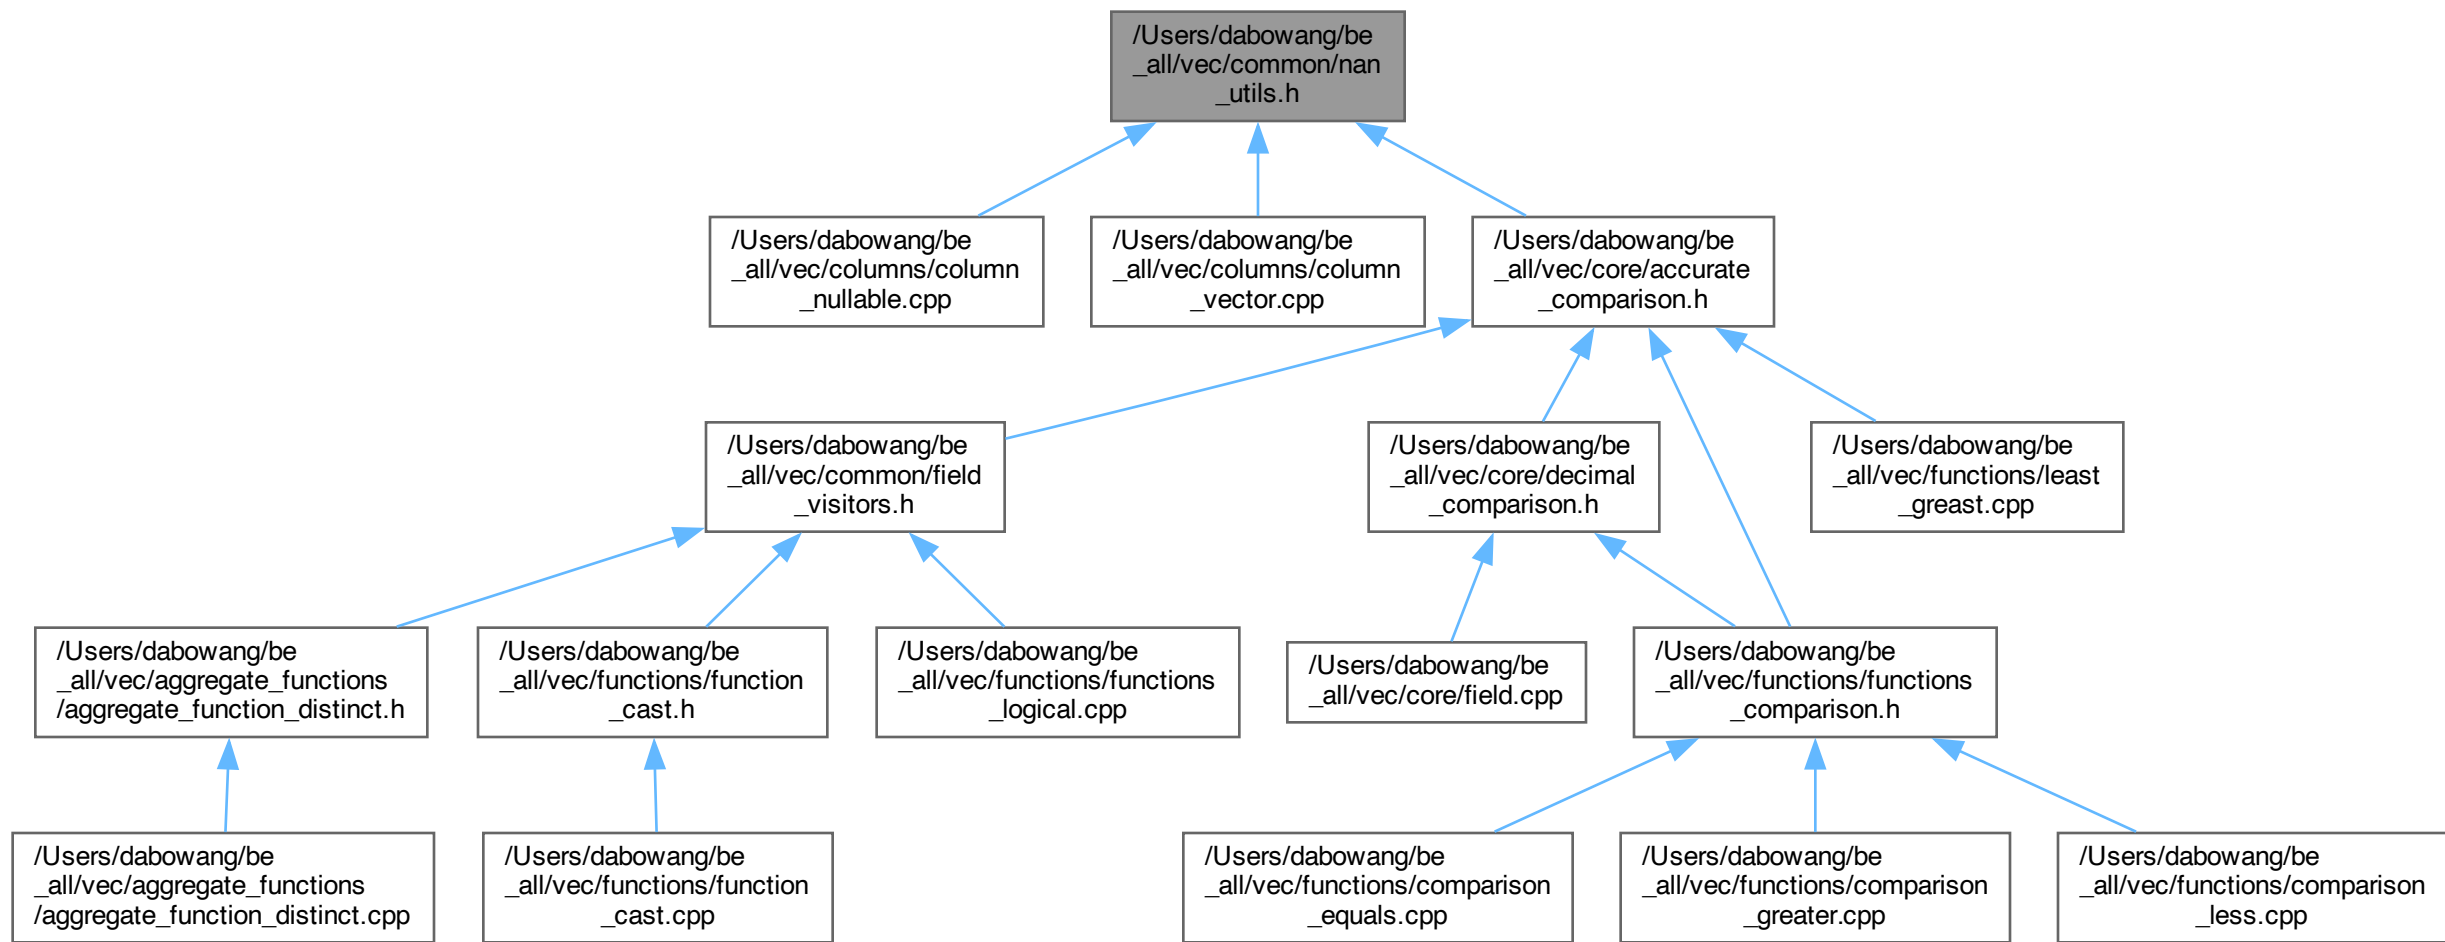 /Users/dabowang/be
_all/vec/common/nan
_utils.h
/Users/dabowang/be
_all/vec/columns/column
_nullable.cpp
/Users/dabowang/be
_all/vec/columns/column
_vector.cpp
/Users/dabowang/be
_all/vec/core/accurate
_comparison.h
/Users/dabowang/be
_all/vec/common/field
_visitors.h
/Users/dabowang/be
_all/vec/core/decimal
_comparison.h
/Users/dabowang/be
_all/vec/functions/least
_greast.cpp
/Users/dabowang/be
_all/vec/aggregate_functions
/aggregate_function_distinct.h
/Users/dabowang/be
_all/vec/functions/function
_cast.h
/Users/dabowang/be
_all/vec/functions/functions
_logical.cpp
/Users/dabowang/be
_all/vec/core/field.cpp
/Users/dabowang/be
_all/vec/functions/functions
_comparison.h
/Users/dabowang/be
_all/vec/aggregate_functions
/aggregate_function_distinct.cpp
/Users/dabowang/be
_all/vec/functions/function
_cast.cpp
/Users/dabowang/be
_all/vec/functions/comparison
_equals.cpp
/Users/dabowang/be
_all/vec/functions/comparison
_greater.cpp
/Users/dabowang/be
_all/vec/functions/comparison
_less.cpp